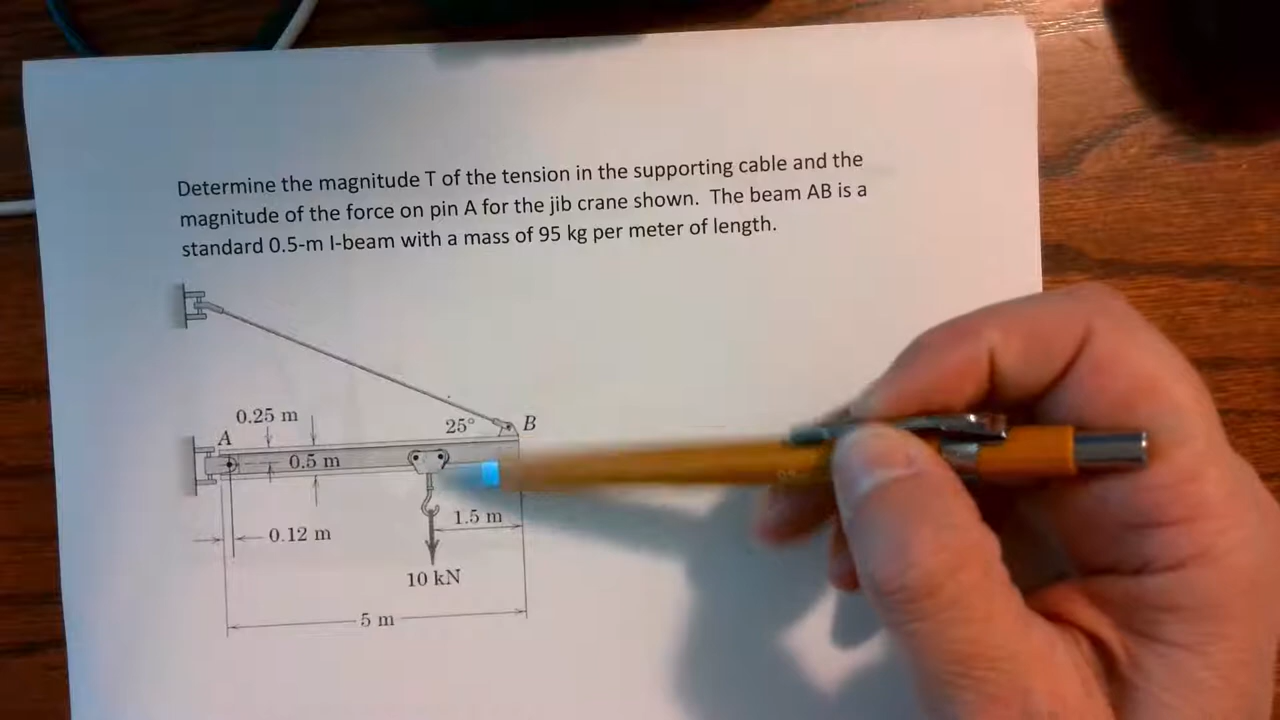 Determine the magnitude T of the tension in the supporting cable and the
magnitude of the force on pin A for the jib crane shown. The beam AB is a
standard 0.5-m I-beam with a mass of 95 kg per meter of length.
0.25 m
25°
B
A
0.5 m
1.5 m
0.12 m
10 kN
5 m